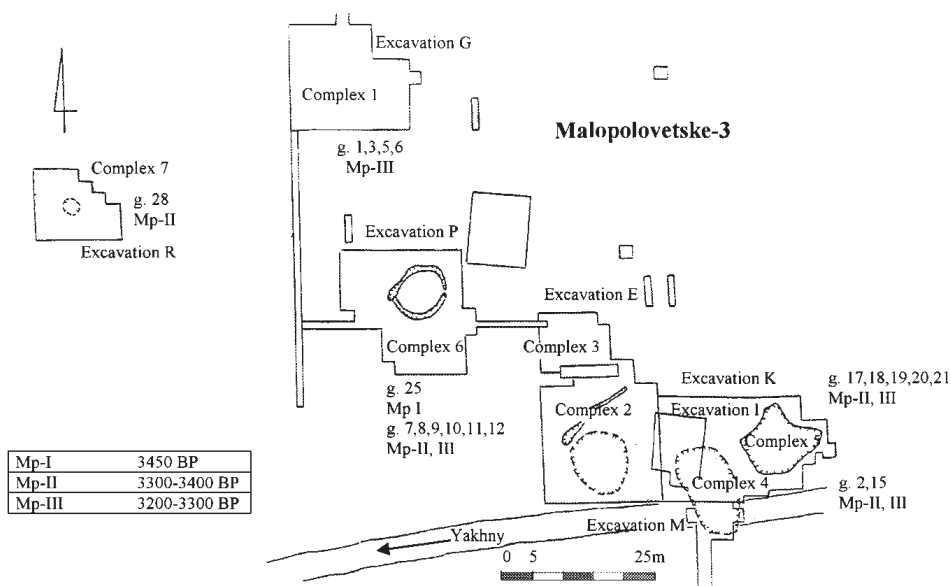 Excavation G
Complex 1
Malopolovetske-3
g. 1,3,5,6
Mp-III
Complex 7
g. 28
Mp-II
Excavation R
Excavation P
Excavation E
Complex 6
Complex 3
g. 25
Mp I
g. 7,8,9,10,11,12
Mp-II, III
Excavation K
g. 17,18,19,20,21
Mp-II, III
Complex 2
Excavation I
Complex 5
Complex 4
g. 2,15
Mp-II, III
Mp-I 3450 BP
Mp-II 3300-3400 BP
Mp-III 3200-3300 BP
Excavation M
Yakhny
0 5 25m